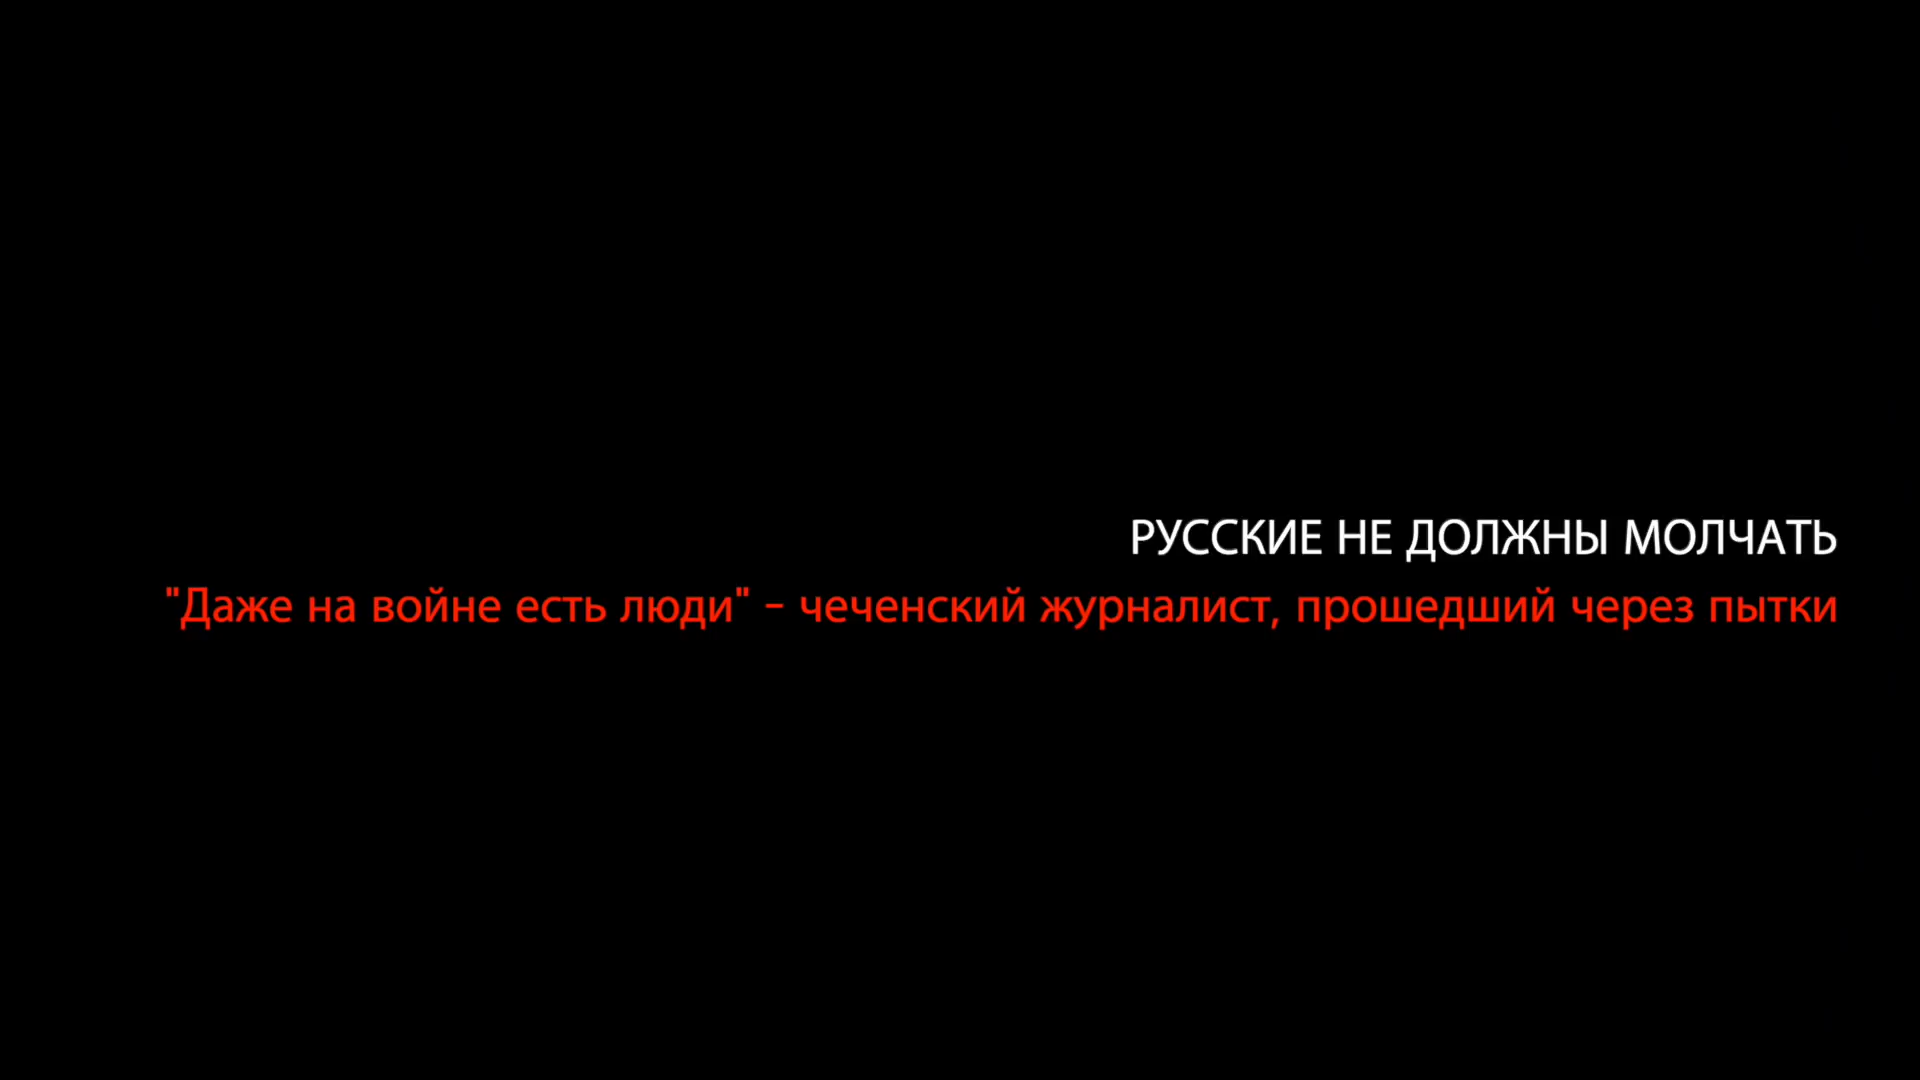 РУССКИЕ НЕ ДОЛЖНЫ МОЛЧАТЬ
"Даже на войне есть люди" – чеченский журналист, прошедший через пытки